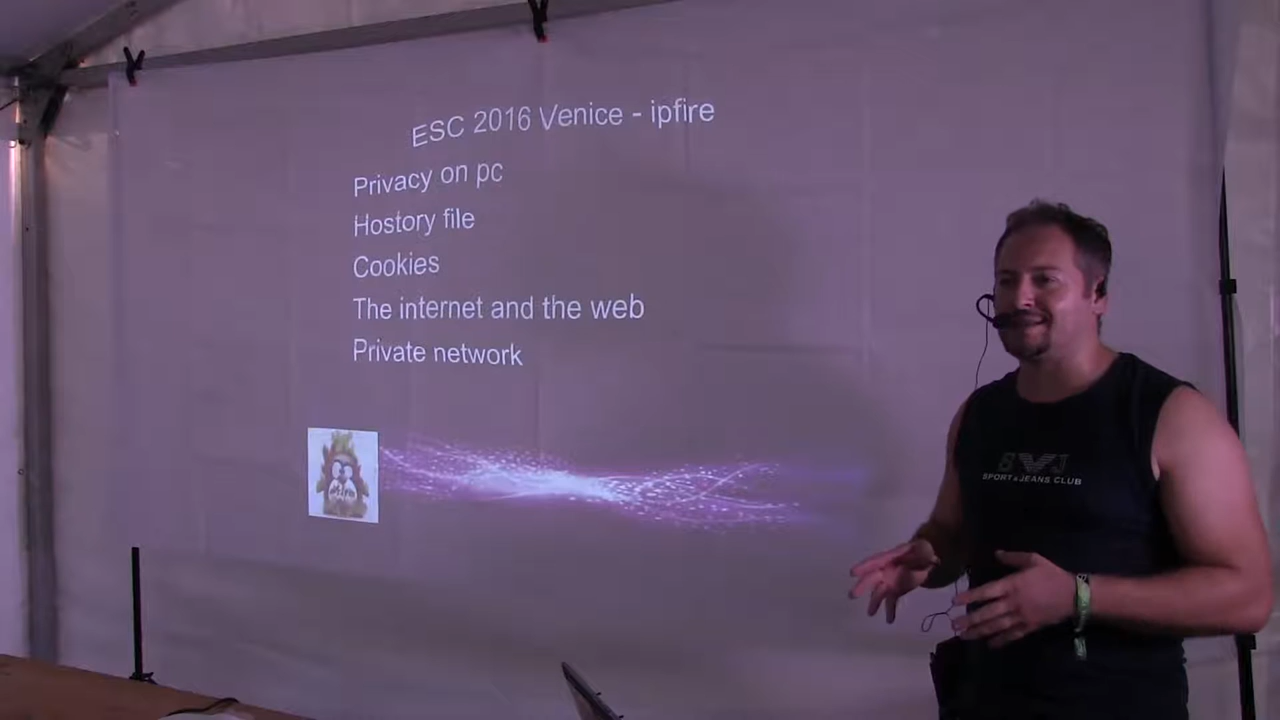 ESC 2016 Venice - ipfire
Privacy on pc
Hostory file
Cookies
The internet and the web
Private network
SPORT & JEANS CLUB